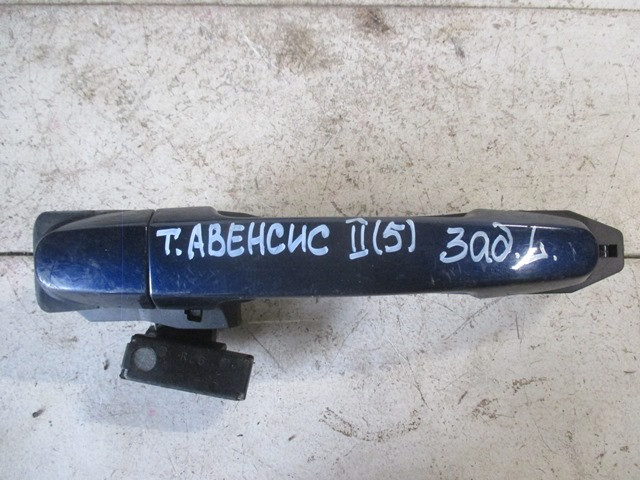 Т. АВЕНСИС II (5) Зад. L.